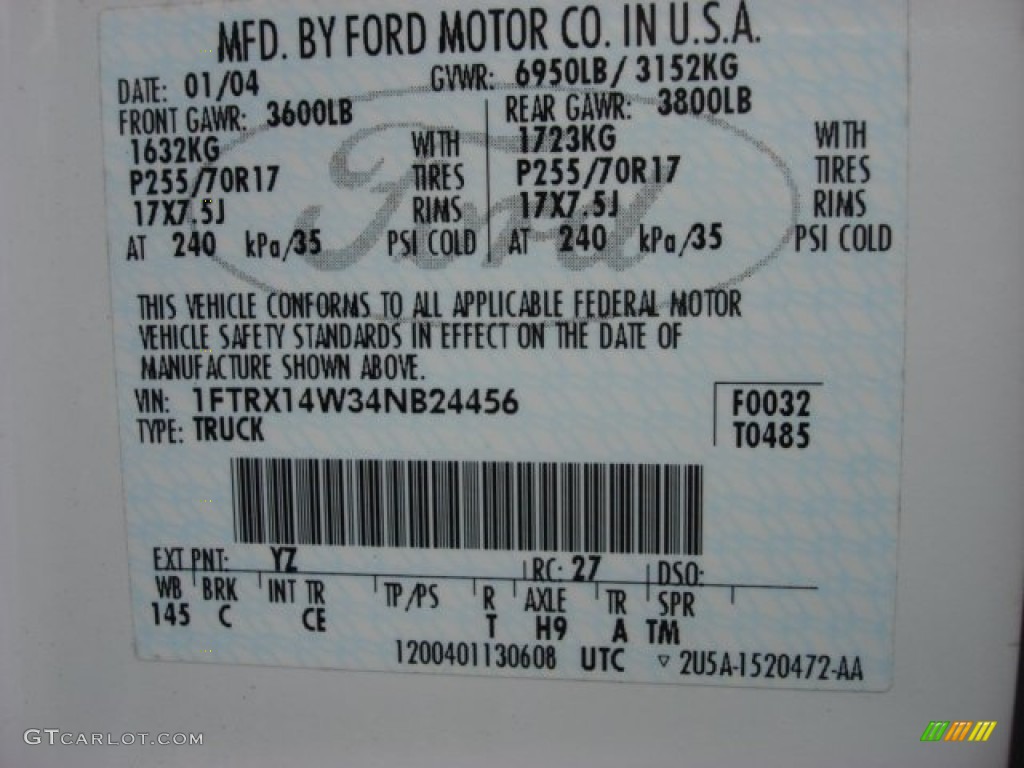 MFD. BY FORD MOTOR CO. IN U.S.A.
DATE: 01/04 GVWR: 6950LB/ 3152KG
FRONT GAWR: 3600LB REAR GAWR: 3800LB
1632KG WITH 1723KG WITH
P255/70R17 TIRES P255/70R17 TIRES
17X7.5J RIMS 17X7.5J RIMS
AT 240 kPa/35 PSI COLD AT 240 kPa/35 PSI COLD
Ford
THIS VEHICLE CONFORMS TO ALL APPLICABLE FEDERAL MOTOR
VEHICLE SAFETY STANDARDS IN EFFECT ON THE DATE OF
MANUFACTURE SHOWN ABOVE.
VIN: 1FTRX14W34NB24456 F0032
TYPE: TRUCK T0485
EXT PNT: YZ RC: 27 DSO:
WB BRK INT TR TP/PS R AXLE TR SPR
145 C CE T H9 A TM
1200401130608 UTC ▽ 2U5A-1520472-AA
GTCARLOT.COM